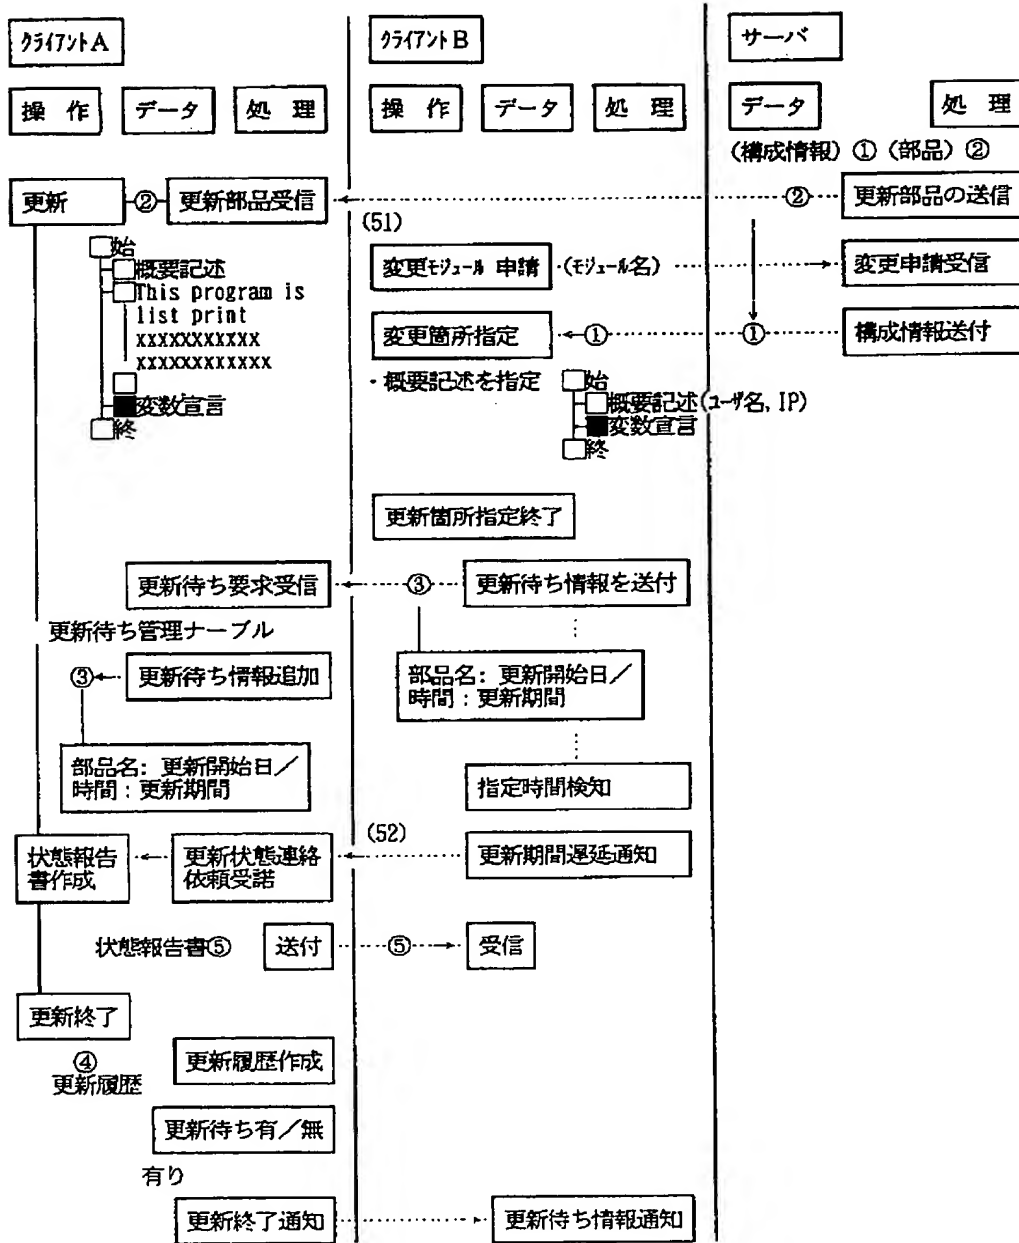 クライアントA
クライアントB
サーバ
操 作
データ
処 理
操 作
データ
処 理
データ
処 理
(構成情報) ① (部品) ②
更新
②
更新部品受信
②
更新部品の送信
(51)
始
概要記述
This program is
list print
xxxxxxxxxxx
xxxxxxxxxxxx
変数宣言
終
変更モジュール 申請
(モジュール名)
変更申請受信
変更箇所指定
①
①
構成情報送付
・概要記述を指定
始
概要記述(ユーザ名, IP)
変数宣言
終
更新箇所指定終了
更新待ち要求受信
③
更新待ち情報を送付
更新待ち管理ナーブル
③
更新待ち情報追加
部品名: 更新開始日/
時間: 更新期間
部品名: 更新開始日/
時間: 更新期間
指定時間検知
(52)
状態報告
書作成
更新状態連絡
依頼受諾
更新期間遅延通知
状態報告書⑤
送付
⑤
受信
更新終了
④
更新履歴
更新履歴作成
更新待ち有/無
有り
更新終了通知
更新待ち情報通知